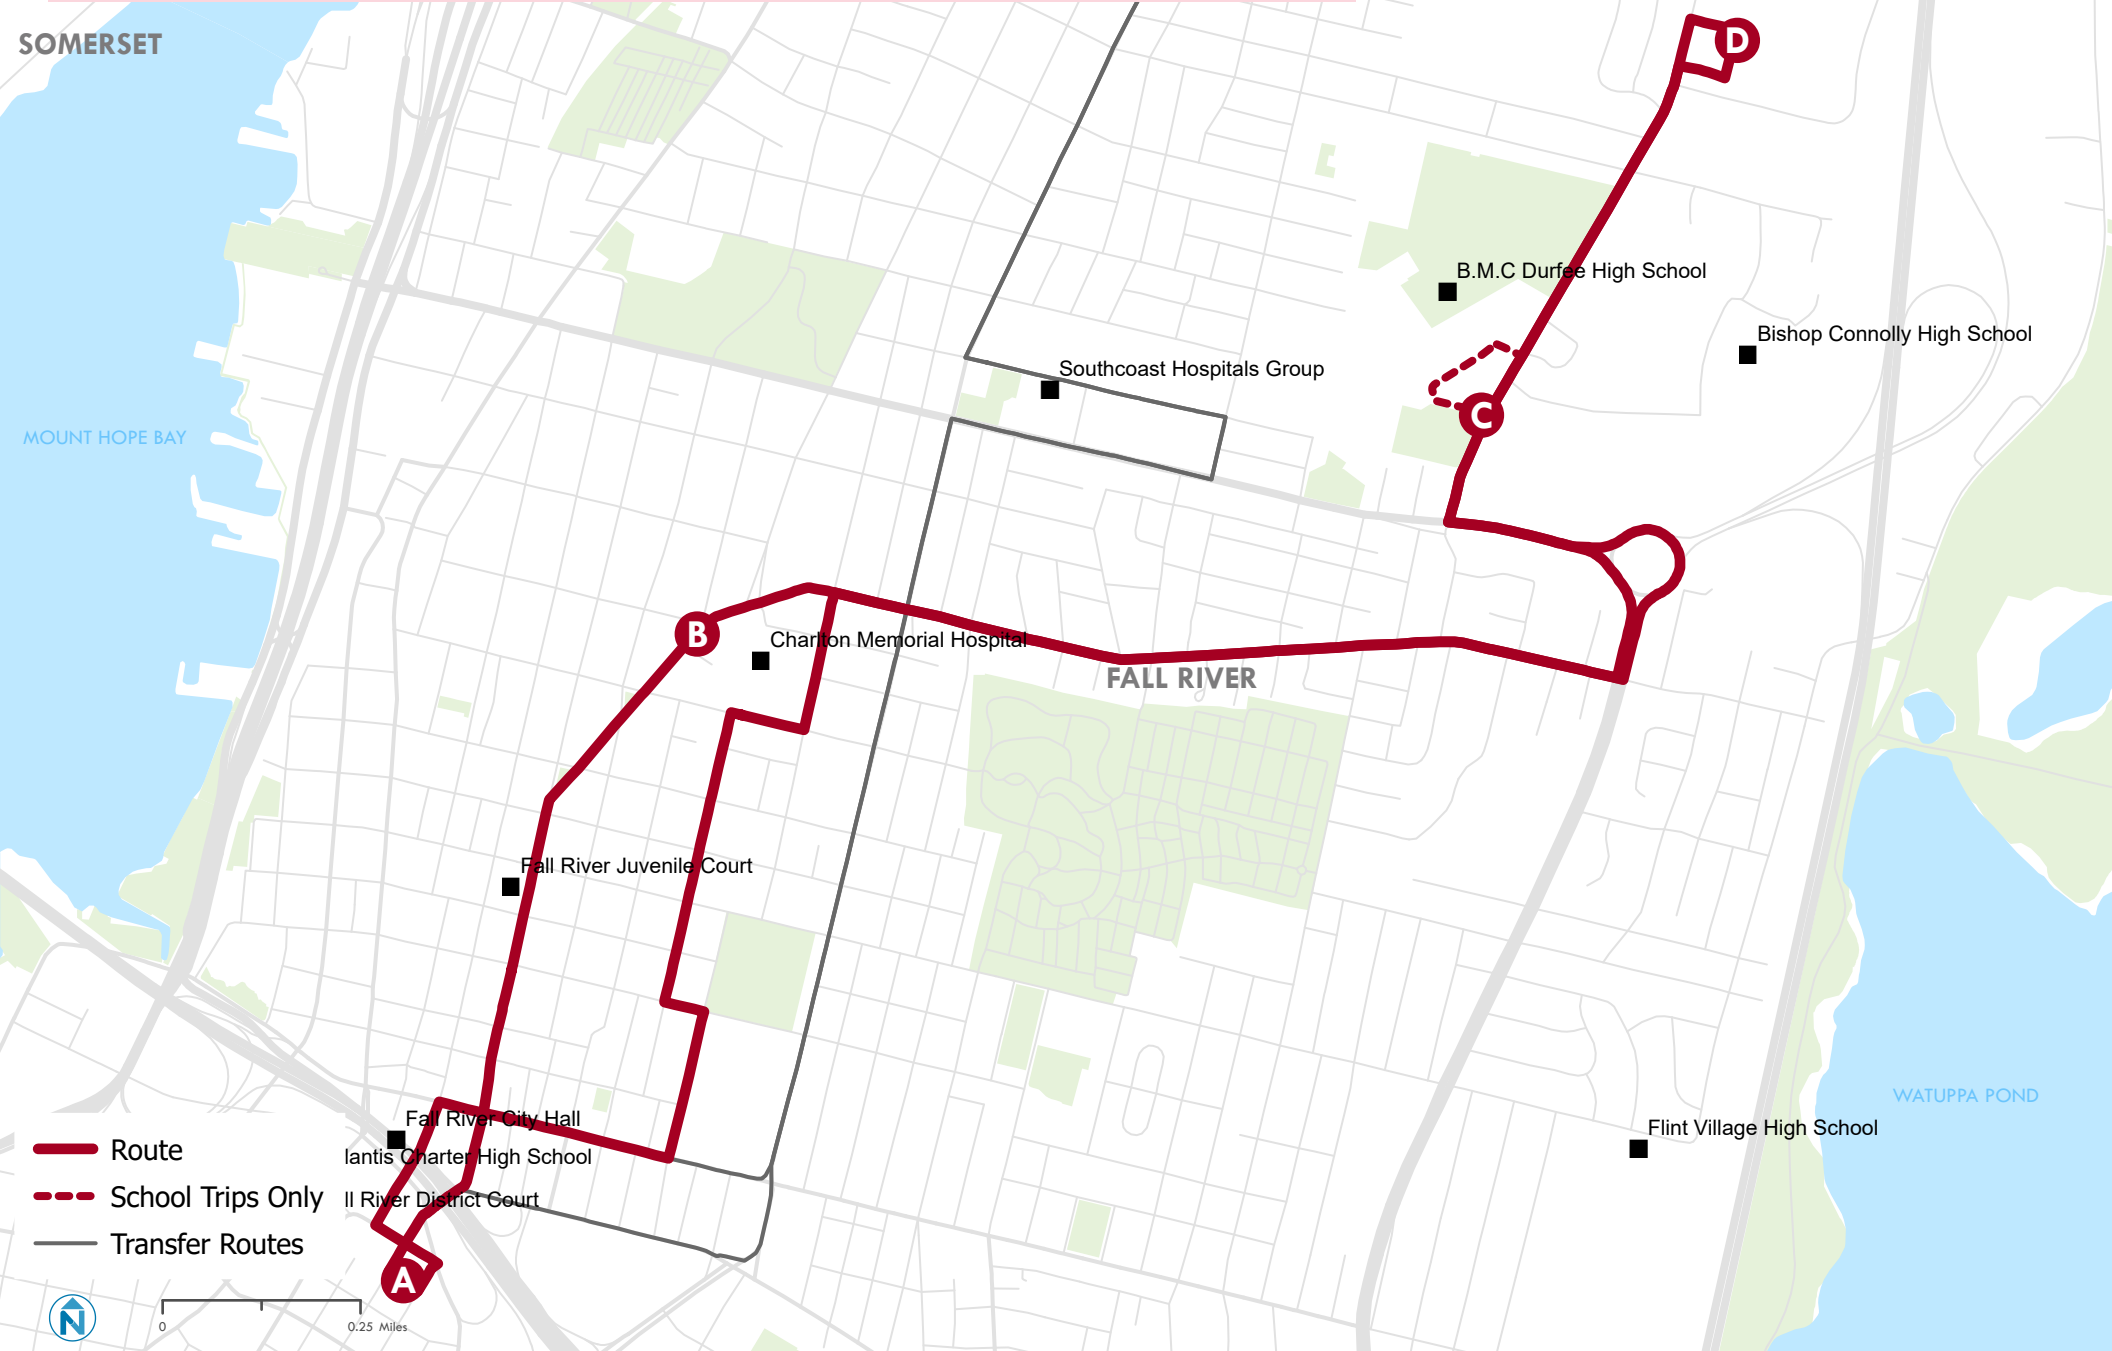 SOMERSET
D
B.M.C Durfee High School
Bishop Connolly High School
Southcoast Hospitals Group
C
MOUNT HOPE BAY
B
Charlton Memorial Hospital
FALL RIVER
Fall River Juvenile Court
WATUPPA POND
Fall River City Hall
Flint Village High School
Route
lantis Charter High School
School Trips Only
ll River District Court
Transfer Routes
A
N
0
0.25 Miles